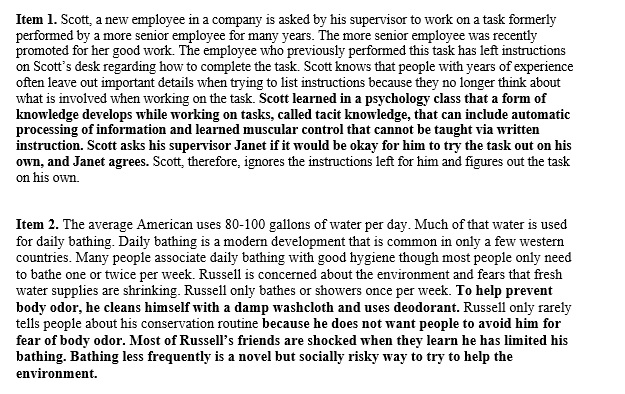 Item 1. Scott, a new employee in a company is asked by his supervisor to work on a task formerly
performed by a more senior employee for many years. The more senior employee was recently
promoted for her good work. The employee who previously performed this task has left instructions
on Scott's desk regarding how to complete the task. Scott knows that people with years of experience
often leave out important details when trying to list instructions because they no longer think about
what is involved when working on the task. Scott learned in a psychology class that a form of
knowledge develops while working on tasks, called tacit knowledge, that can include automatic
processing of information and learned muscular control that cannot be taught via written
instruction. Scott asks his supervisor Janet if it would be okay for him to try the task out on his
own, and Janet agrees. Scott, therefore, ignores the instructions left for him and figures out the task
on his own.
Item 2. The average American uses 80-100 gallons of water per day. Much of that water is used
for daily bathing. Daily bathing is a modern development that is common in only a few western
countries. Many people associate daily bathing with good hygiene though most people only need
to bathe one or twice per week. Russell is concerned about the environment and fears that fresh
water supplies are shrinking. Russell only bathes or showers once per week. To help prevent
body odor, he cleans himself with a damp washcloth and uses deodorant. Russell only rarely
tells people about his conservation routine because he does not want people to avoid him for
fear of body odor. Most of Russell's friends are shocked when they learn he has limited his
bathing. Bathing less frequently is a novel but socially risky way to try to help the
environment.